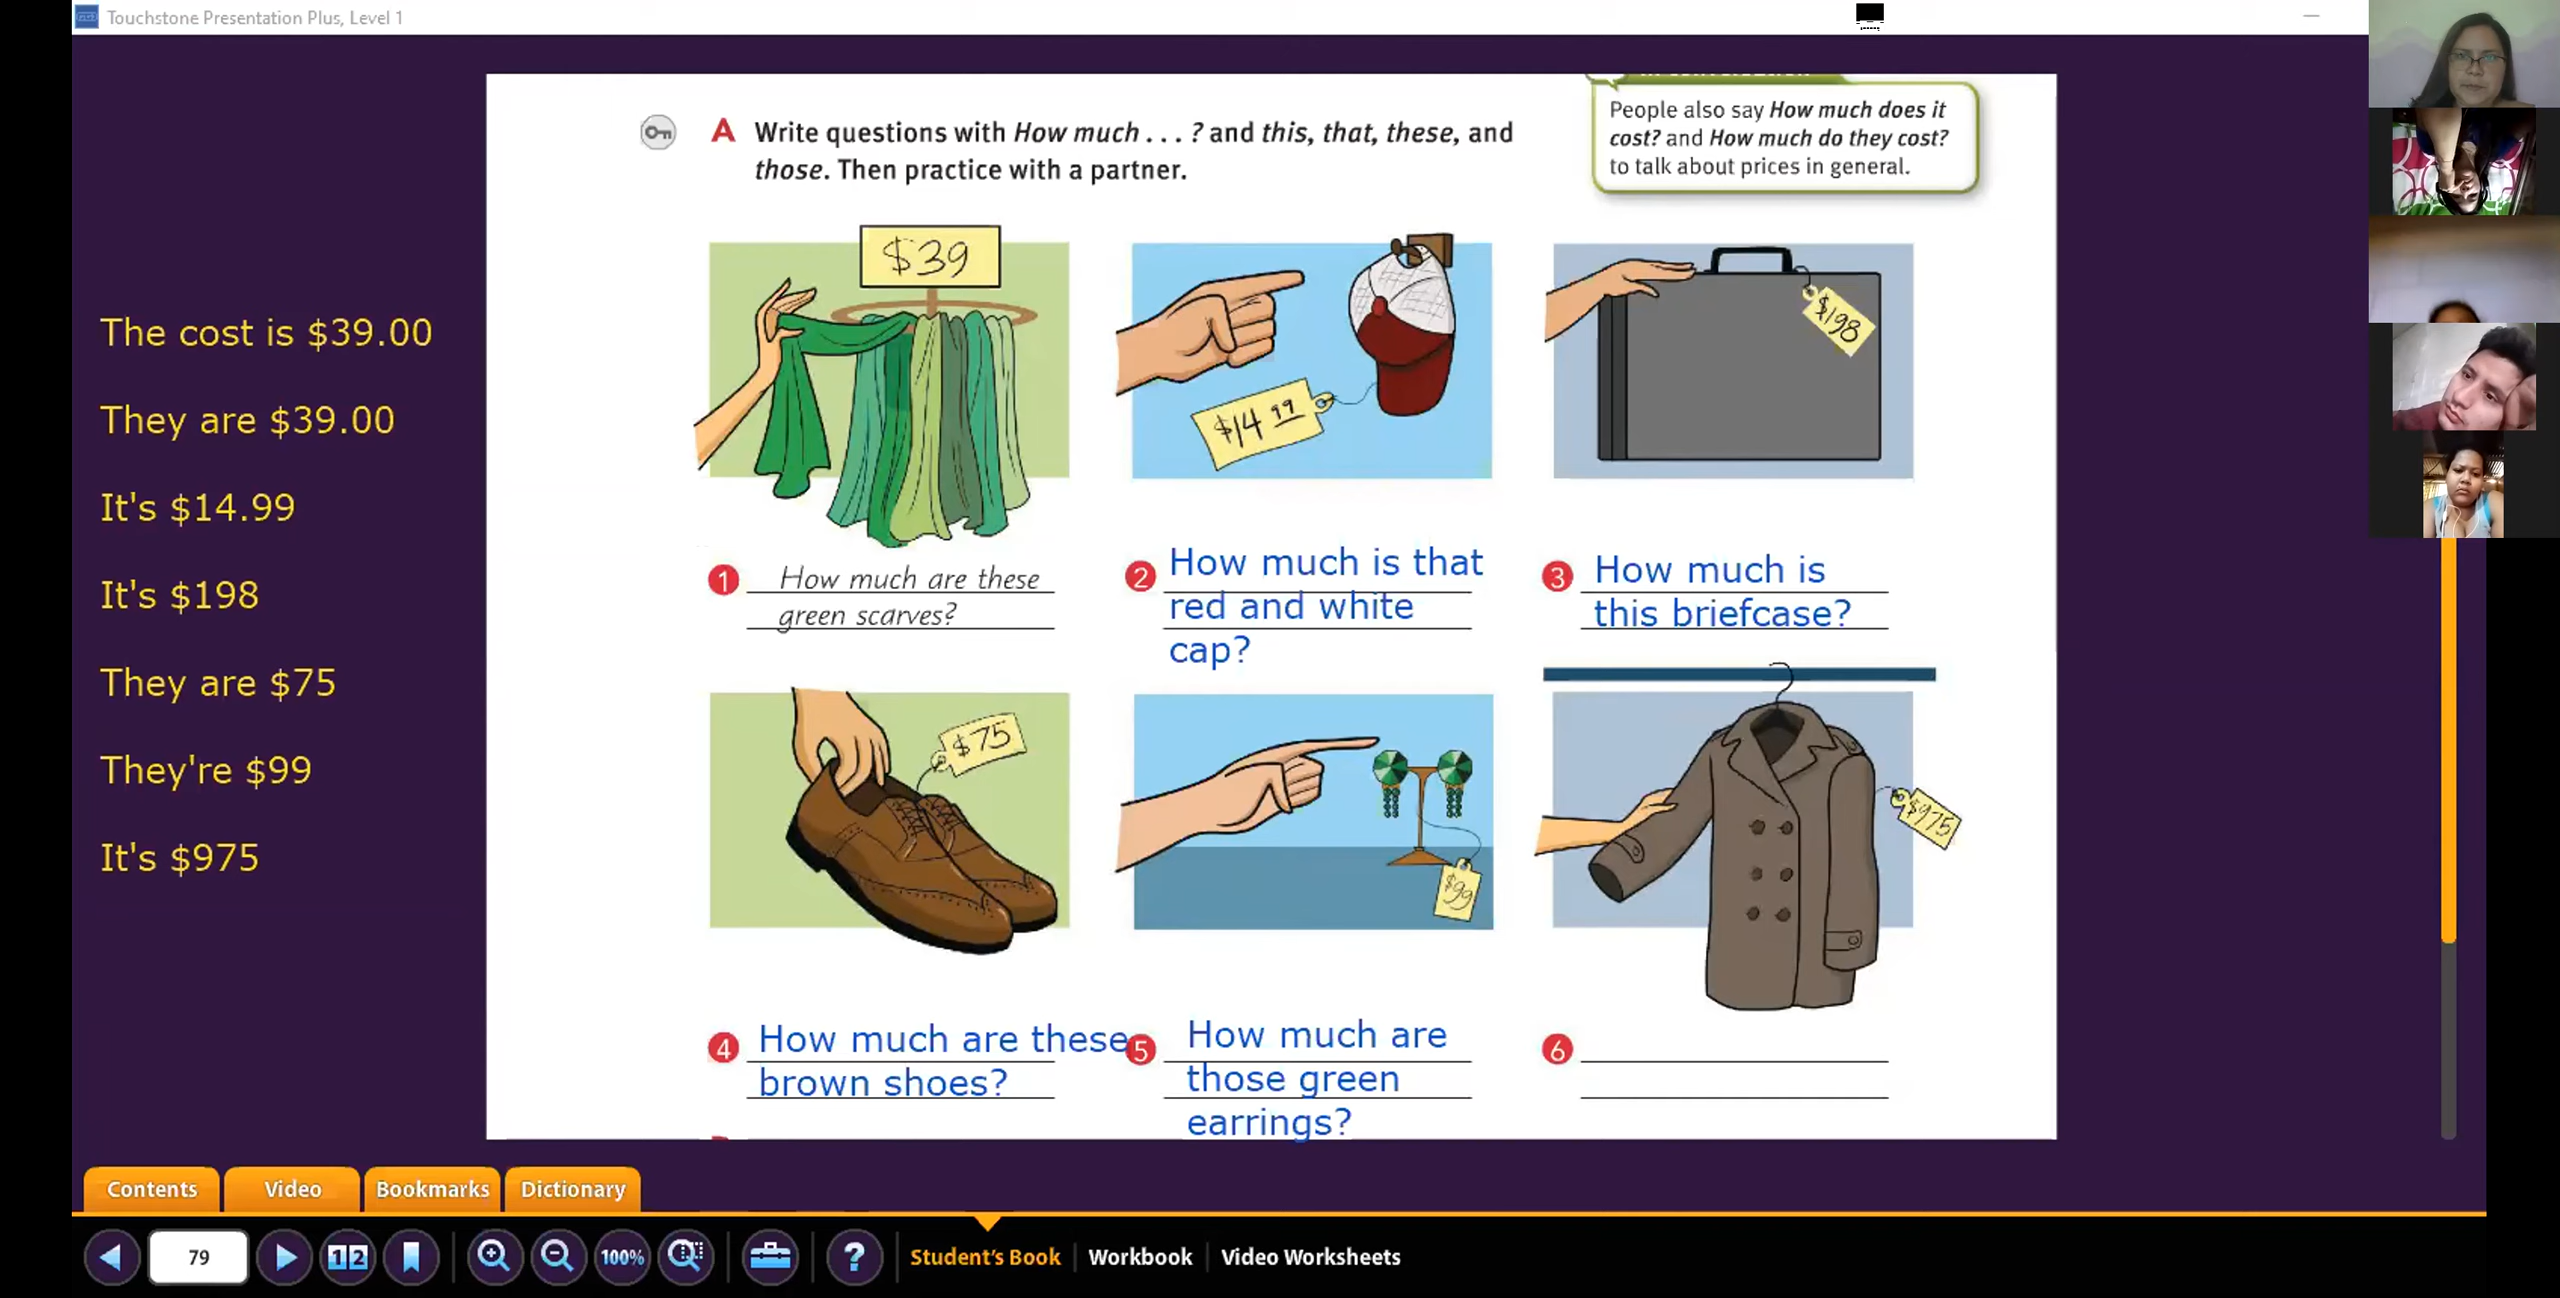 Touchstone Presentation Plus, Level 1
People also say How much does it
cost? and How much do they cost?
to talk about prices in general.
A Write questions with How much . . . ? and this, that, these, and
those. Then practice with a partner.
The cost is $39.00
They are $39.00
It's $14.99
It's $198
They are $75
They're $99
It's $975
$39
$14 99
$198
1 How much are these
green scarves?
2 How much is that
red and white
cap?
3 How much is
this briefcase?
$75
$99
$975
4 How much are these
brown shoes?
5 How much are
those green
earrings?
6
Contents Video Bookmarks Dictionary
79
12
100%
?
Student's Book Workbook Video Worksheets